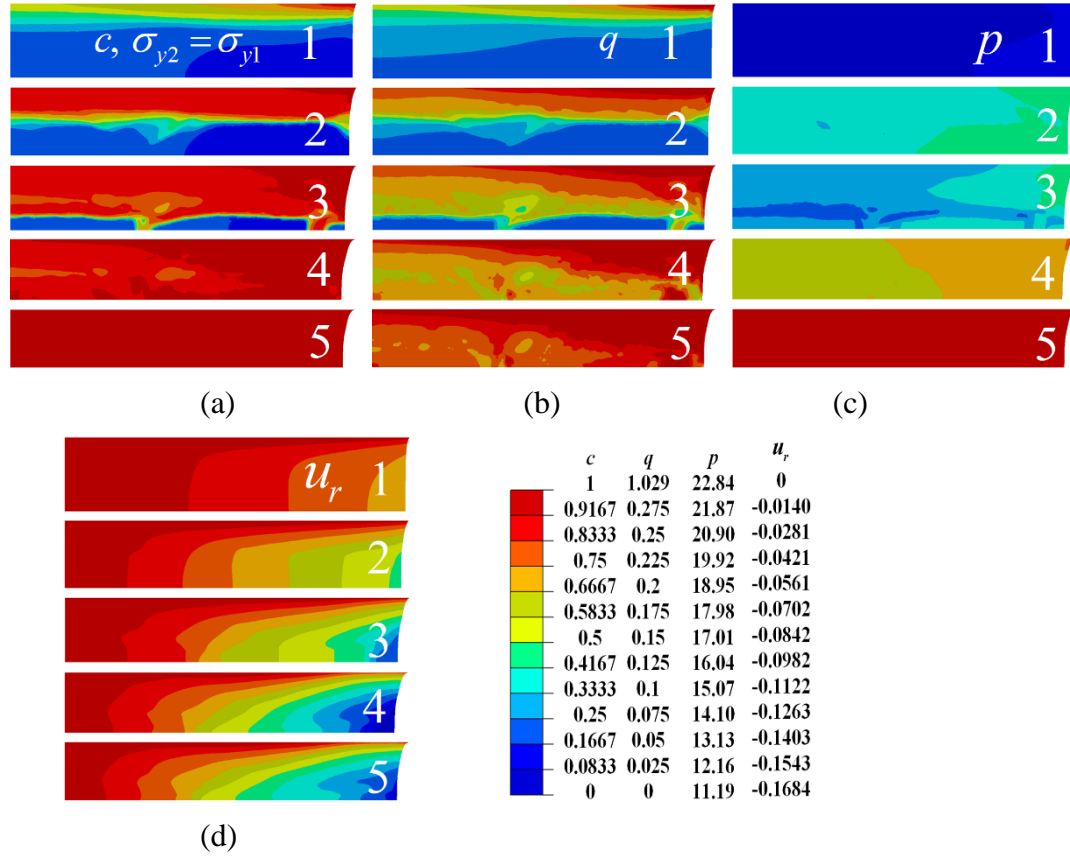 c, σy2 = σy1 1
2
3
4
5
q 1
2
3
4
5
p 1
2
3
4
5
(a) (b) (c)
ur 1
2
3
4
5
(d)
c q p ur
1 1.029 22.84 0
0.9167 0.275 21.87 -0.0140
0.8333 0.25 20.90 -0.0281
0.75 0.225 19.92 -0.0421
0.6667 0.2 18.95 -0.0561
0.5833 0.175 17.98 -0.0702
0.5 0.15 17.01 -0.0842
0.4167 0.125 16.04 -0.0982
0.3333 0.1 15.07 -0.1122
0.25 0.075 14.10 -0.1263
0.1667 0.05 13.13 -0.1403
0.0833 0.025 12.16 -0.1543
0 0 11.19 -0.1684